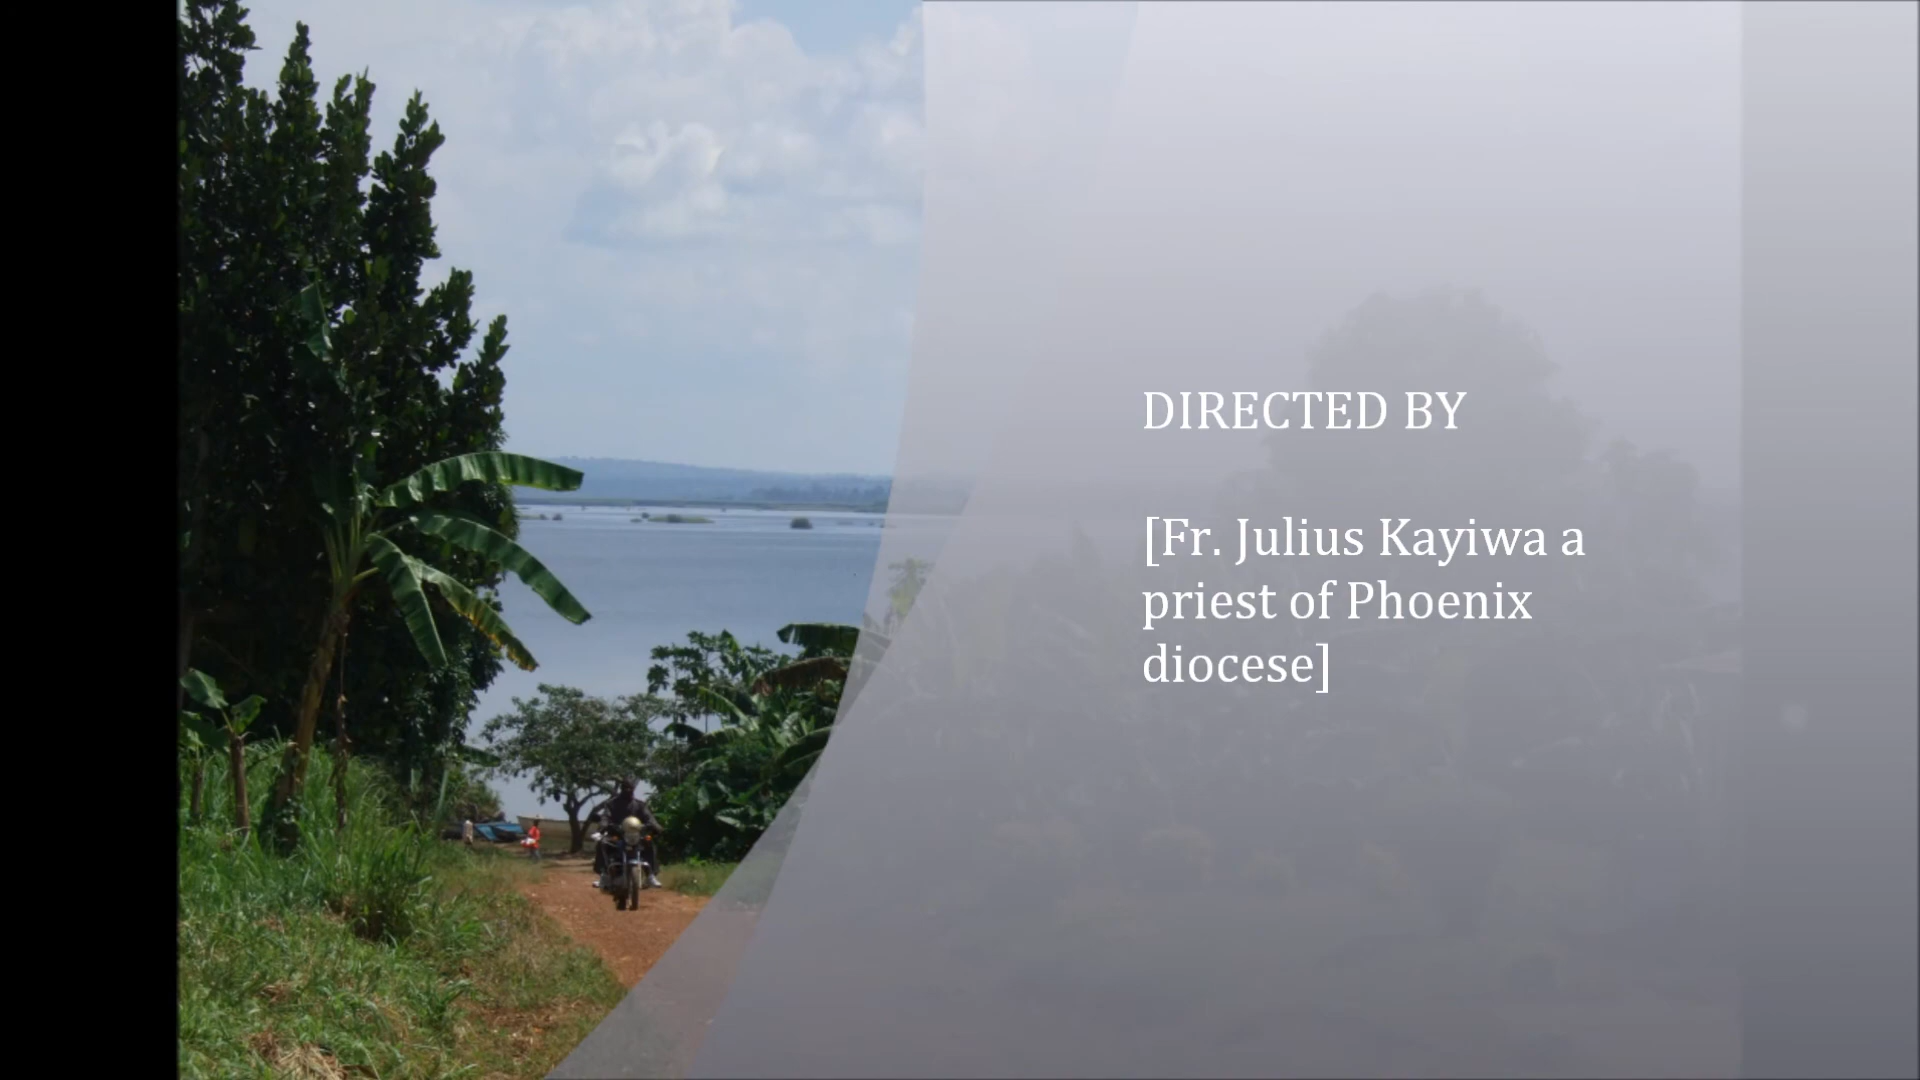 DIRECTED BY
[Fr. Julius Kayiwa a
priest of Phoenix
diocese]